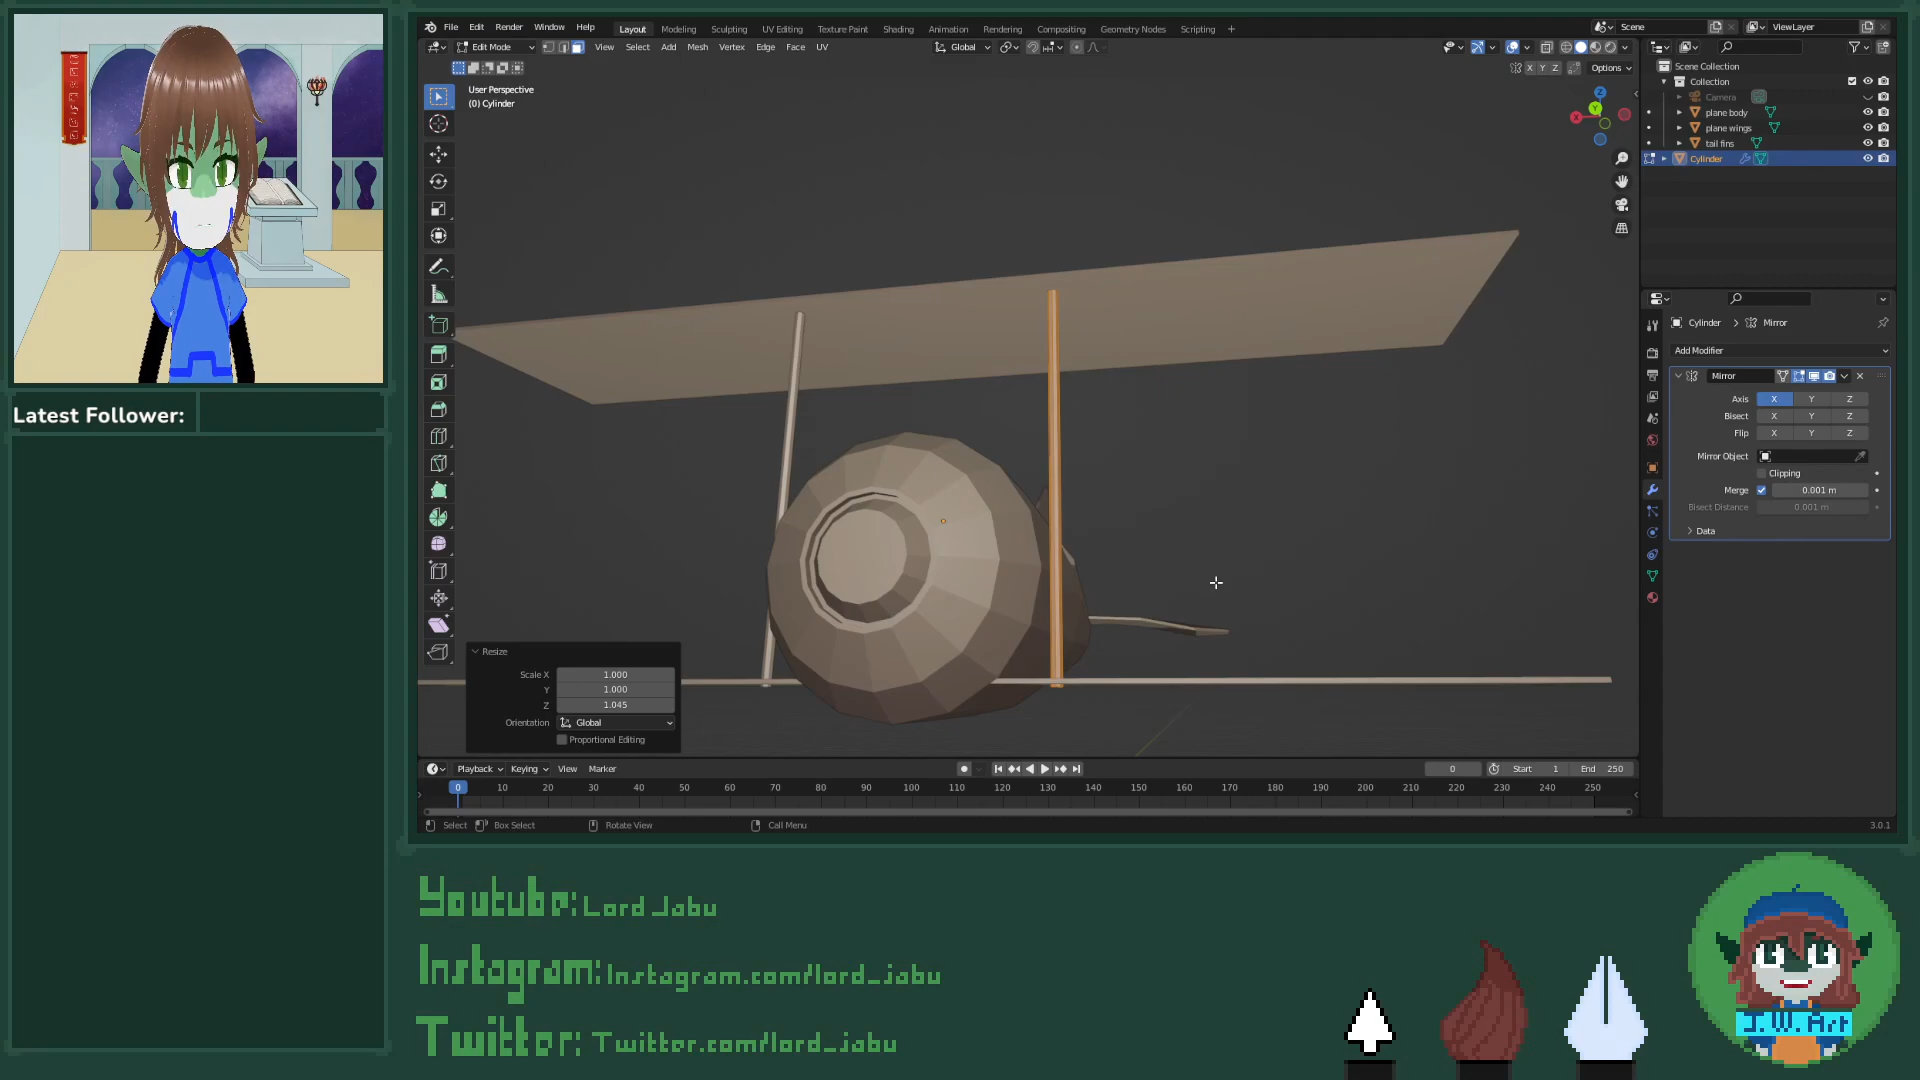 File Edit Render Window Help Layout Modeling Sculpting UV Editing Texture Paint Shading Animation Rendering Compositing Geometry Nodes Scripting + Scene ViewLayer
Edit Mode View Select Add Mesh Vertex Edge Face UV Global
X Y Z Options
User Perspective
(0) Cylinder
Scene Collection
Collection
Camera
plane body
plane wings
tail fins
Cylinder
Z
Y
X
Cylinder > Mirror
Add Modifier
Mirror
Axis X Y Z
Bisect X Y Z
Flip X Y Z
Mirror Object
Clipping
Merge 0.001 m
Bisect Distance 0.001 m
Data
Resize
Scale X 1.000
Y 1.000
Z 1.045
Orientation Global
Proportional Editing
Playback Keying View Marker 0 Start 1 End 250
0 10 20 30 40 50 60 70 80 90 100 110 120 130 140 150 160 170 180 190 200 210 220 230 240 250
Select Box Select Rotate View Call Menu 3.0.1
Latest Follower:
Youtube: Lord Jabu
Instagram: Instagram.com/lord_jabu
Twitter: Twitter.com/lord_jabu
J.W. Art